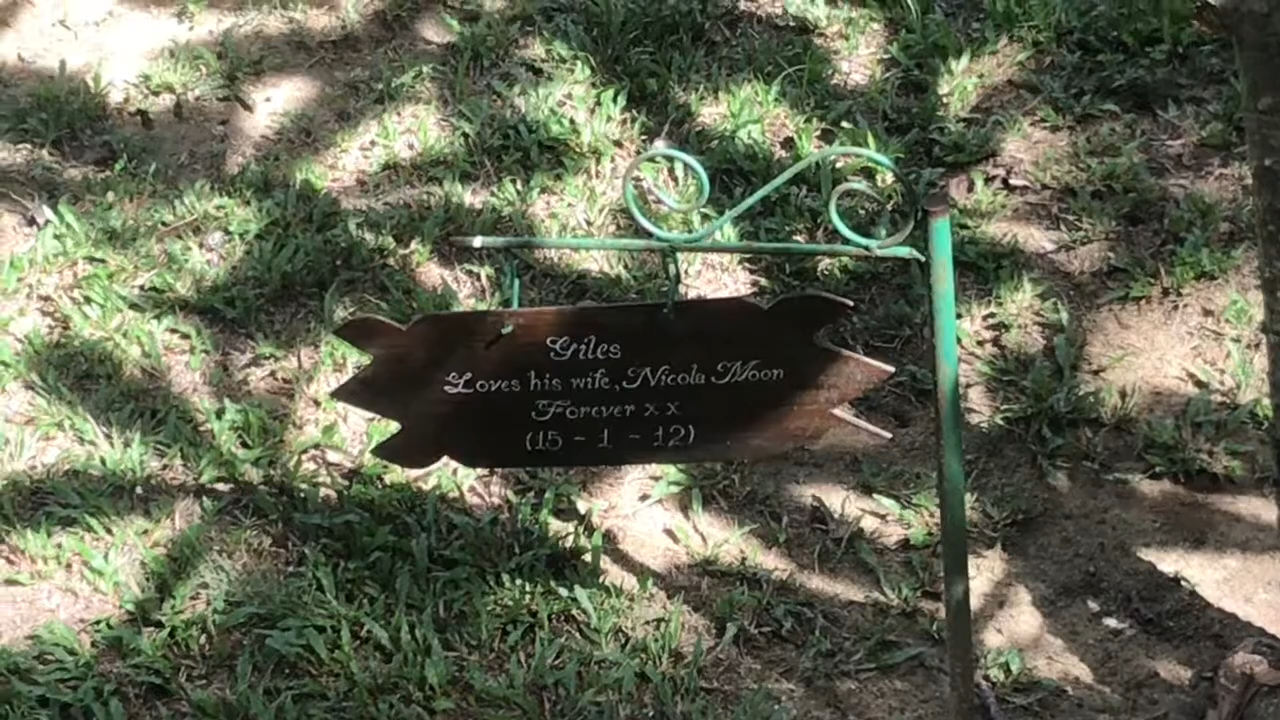 Giles
Loves his wife, Nicola Moon
Forever x x
(15 - 1 - 12)